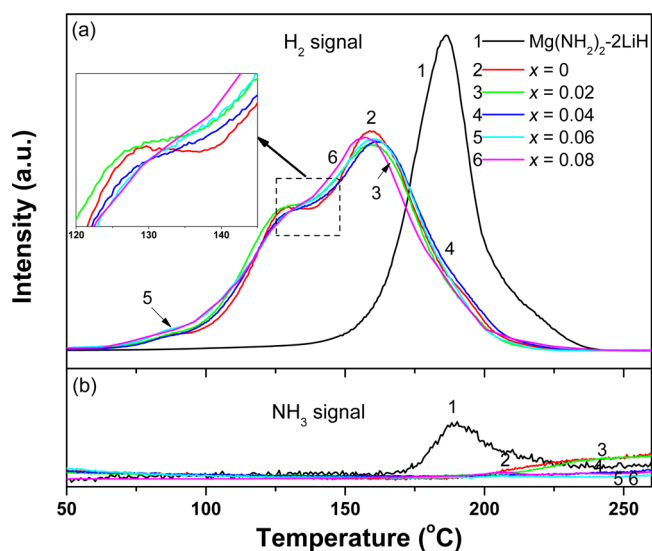 (a)
H₂ signal
1 Mg(NH₂)₂-2LiH
2 x = 0
3 x = 0.02
4 x = 0.04
5 x = 0.06
6 x = 0.08
120 130 140
1
2
6
3
4
5
Intensity (a.u.)
(b)
NH₃ signal
1
2
3
4
5 6
50 100 150 200 250
Temperature (°C)